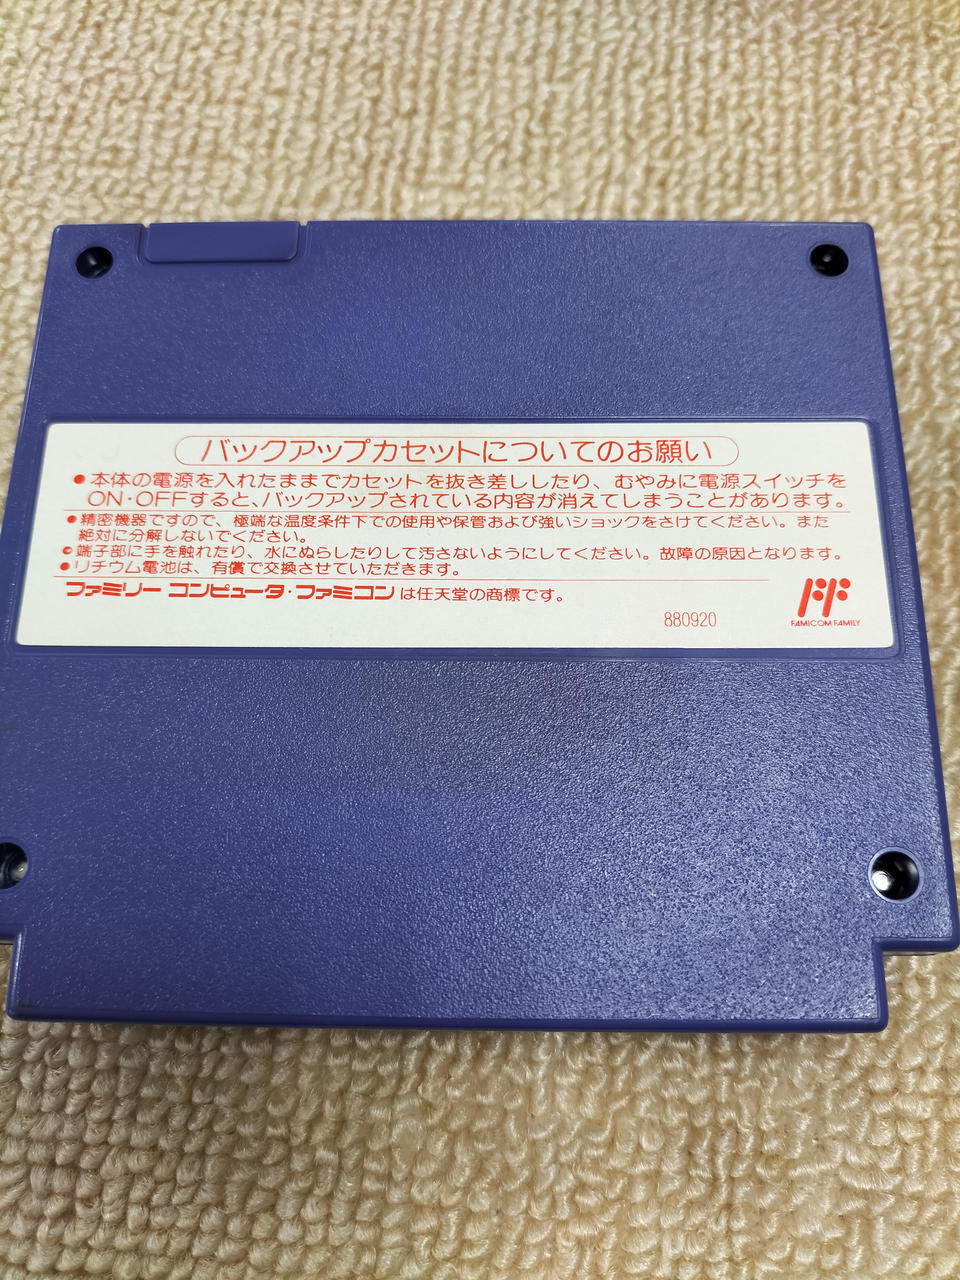 バックアップカセットについてのお願い
●本体の電源を入れたままでカセットを抜き差ししたり、むやみに電源スイッチを
ON・OFFすると、バックアップされている内容が消えてしまうことがあります。
●精密機器ですので、極端な温度条件下での使用や保管および強いショックをさけてください。また
絶対に分解しないでください。
●端子部に手を触れたり、水にぬらしたりして汚さないようにしてください。故障の原因となります。
●リチウム電池は、有償で交換させていただきます。
ファミリー コンピュータ・ファミコン は任天堂の商標です。
880920
FAMICOM FAMILY